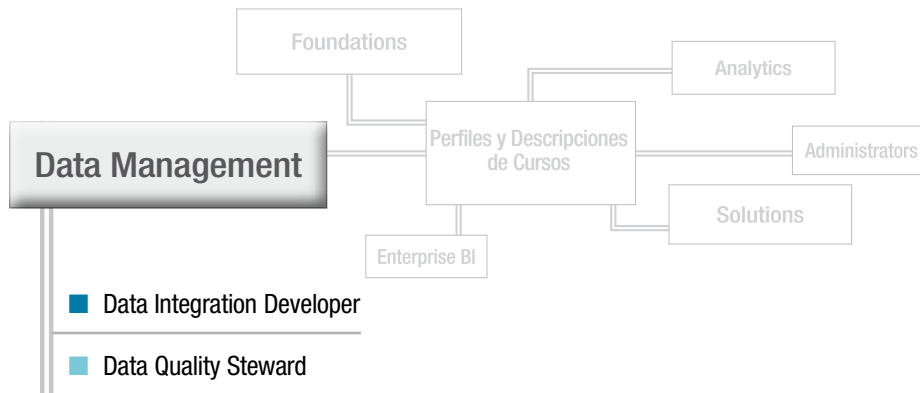 Foundations
Analytics
Perfiles y Descripciones
de Cursos
Data Management
Administrators
Solutions
Enterprise BI
Data Integration Developer
Data Quality Steward